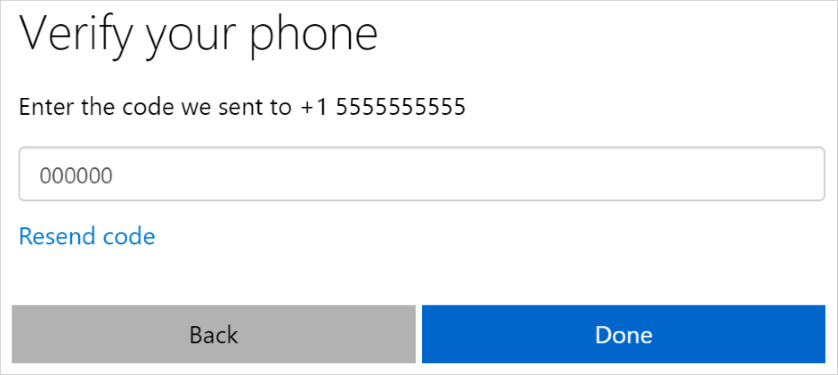 Verify your phone
Enter the code we sent to +1 5555555555
000000
Resend code
Back
Done